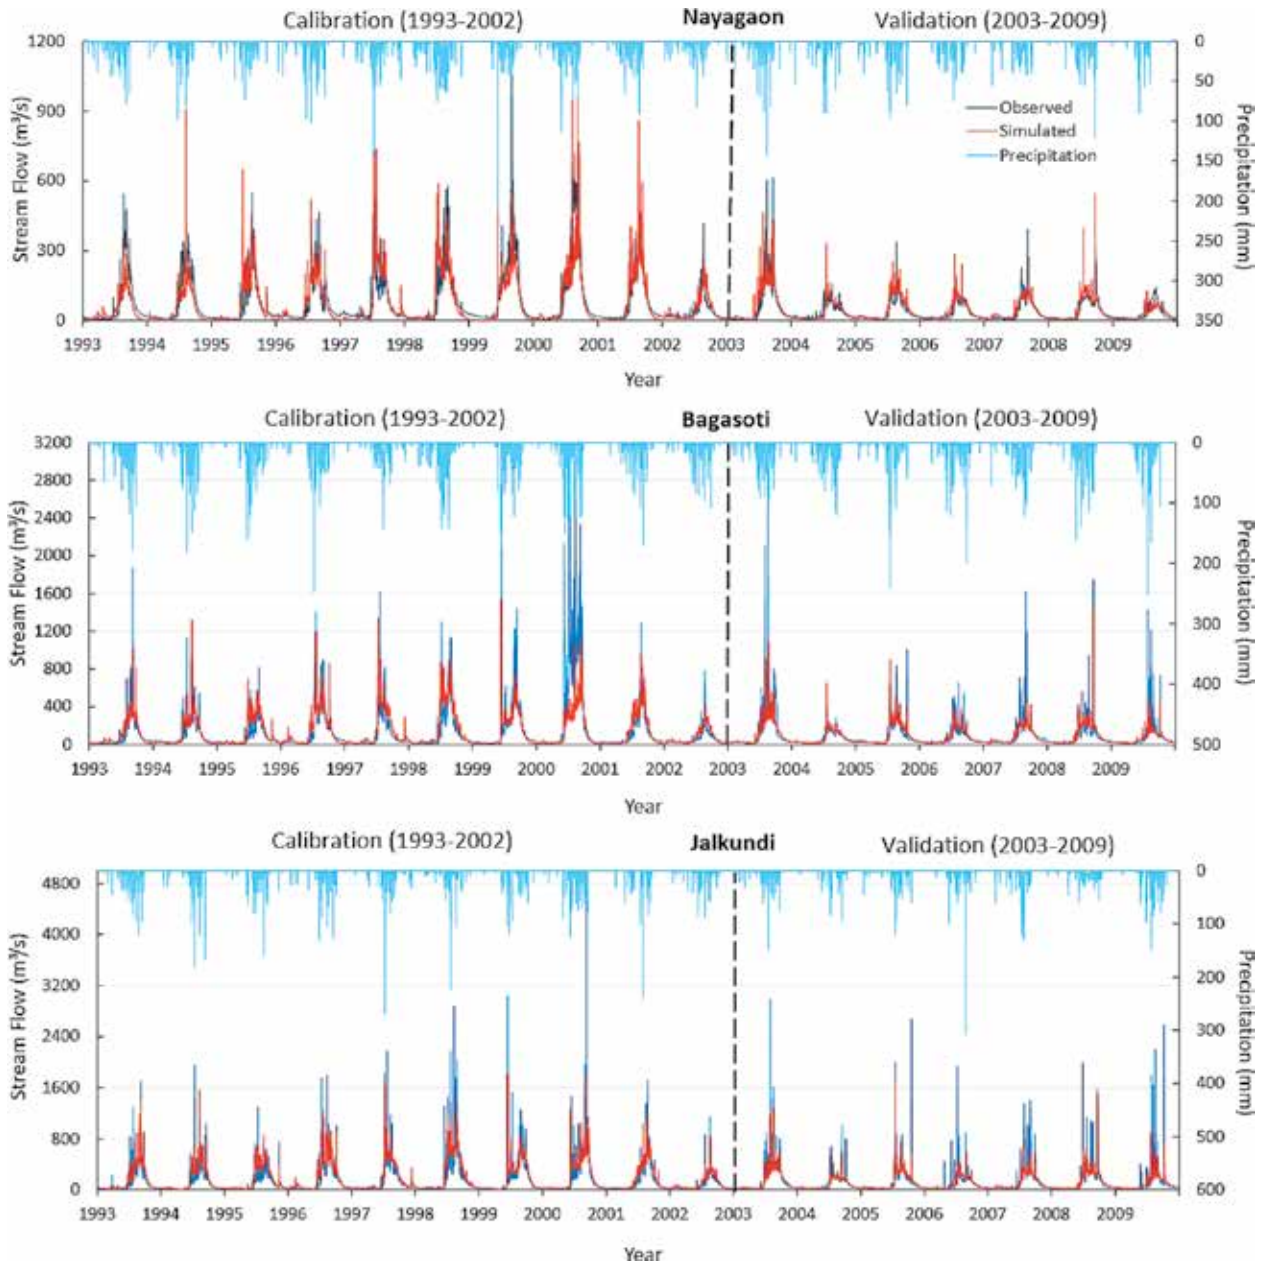 Calibration (1993-2002) Nayagaon Validation (2003-2009)
1200 0
50
900 Observed
100
Simulated
Precipitation
150
600
200
300 250
300
0 350
Stream Flow (m³/s)
Precipitation (mm)
1993 1994 1995 1996 1997 1998 1999 2000 2001 2002 2003 2004 2005 2006 2007 2008 2009
Year
Calibration (1993-2002) Bagasoti Validation (2003-2009)
3200 0
2800
2400 100
2000 200
1600
1200 300
800 400
400
0 500
Stream Flow (m³/s)
Precipitation (mm)
1993 1994 1995 1996 1997 1998 1999 2000 2001 2002 2003 2004 2005 2006 2007 2008 2009
Year
Calibration (1993-2002) Jalkundi Validation (2003-2009)
4800 0
4000 100
3200 200
2400 300
1600 400
800 500
0 600
Stream Flow (m³/s)
Precipitation (mm)
1993 1994 1995 1996 1997 1998 1999 2000 2001 2002 2003 2004 2005 2006 2007 2008 2009
Year